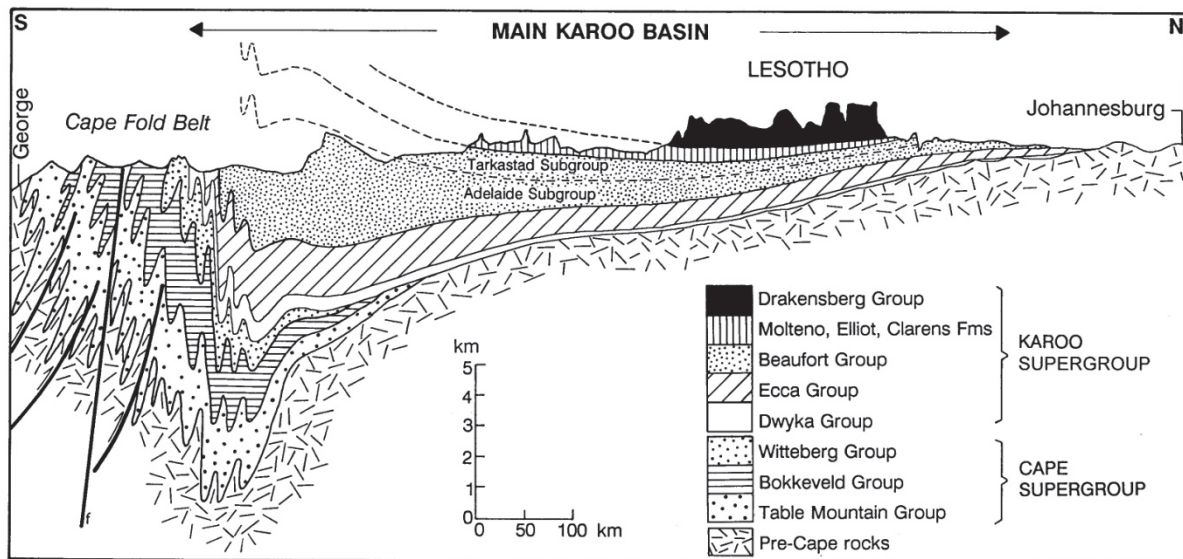 S
MAIN KAROO BASIN
N
LESOTHO
George
Cape Fold Belt
Johannesburg
Tarkastad Subgroup
Adelaide Subgroup
f
km
5
4
3
2
1
0
0 50 100 km
Drakensberg Group
Molteno, Elliot, Clarens Fms
Beaufort Group
Ecca Group
Dwyka Group
KAROO
SUPERGROUP
Witteberg Group
Bokkeveld Group
Table Mountain Group
CAPE
SUPERGROUP
Pre-Cape rocks